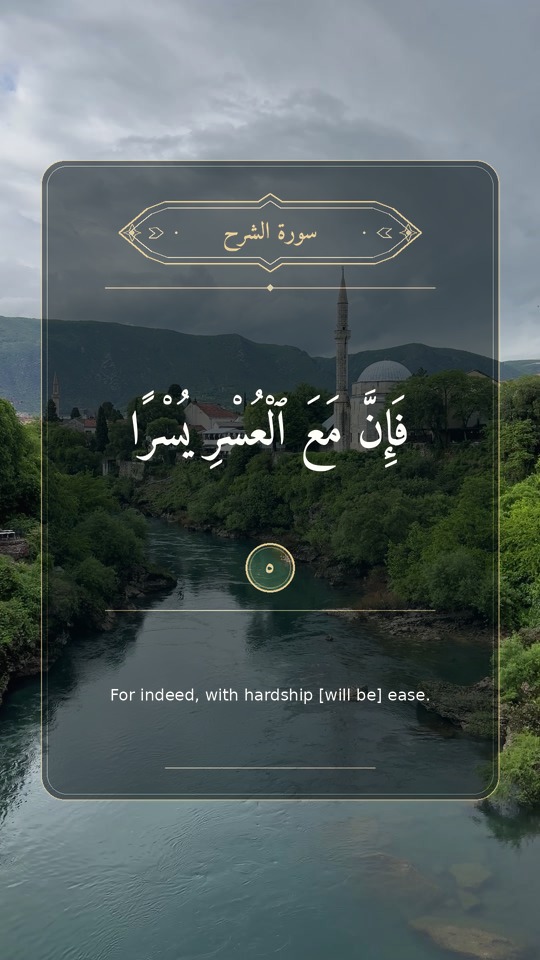 سورة الشرح
فَإِنَّ مَعَ ٱلْعُسْرِ يُسْرًا
٥
For indeed, with hardship [will be] ease.